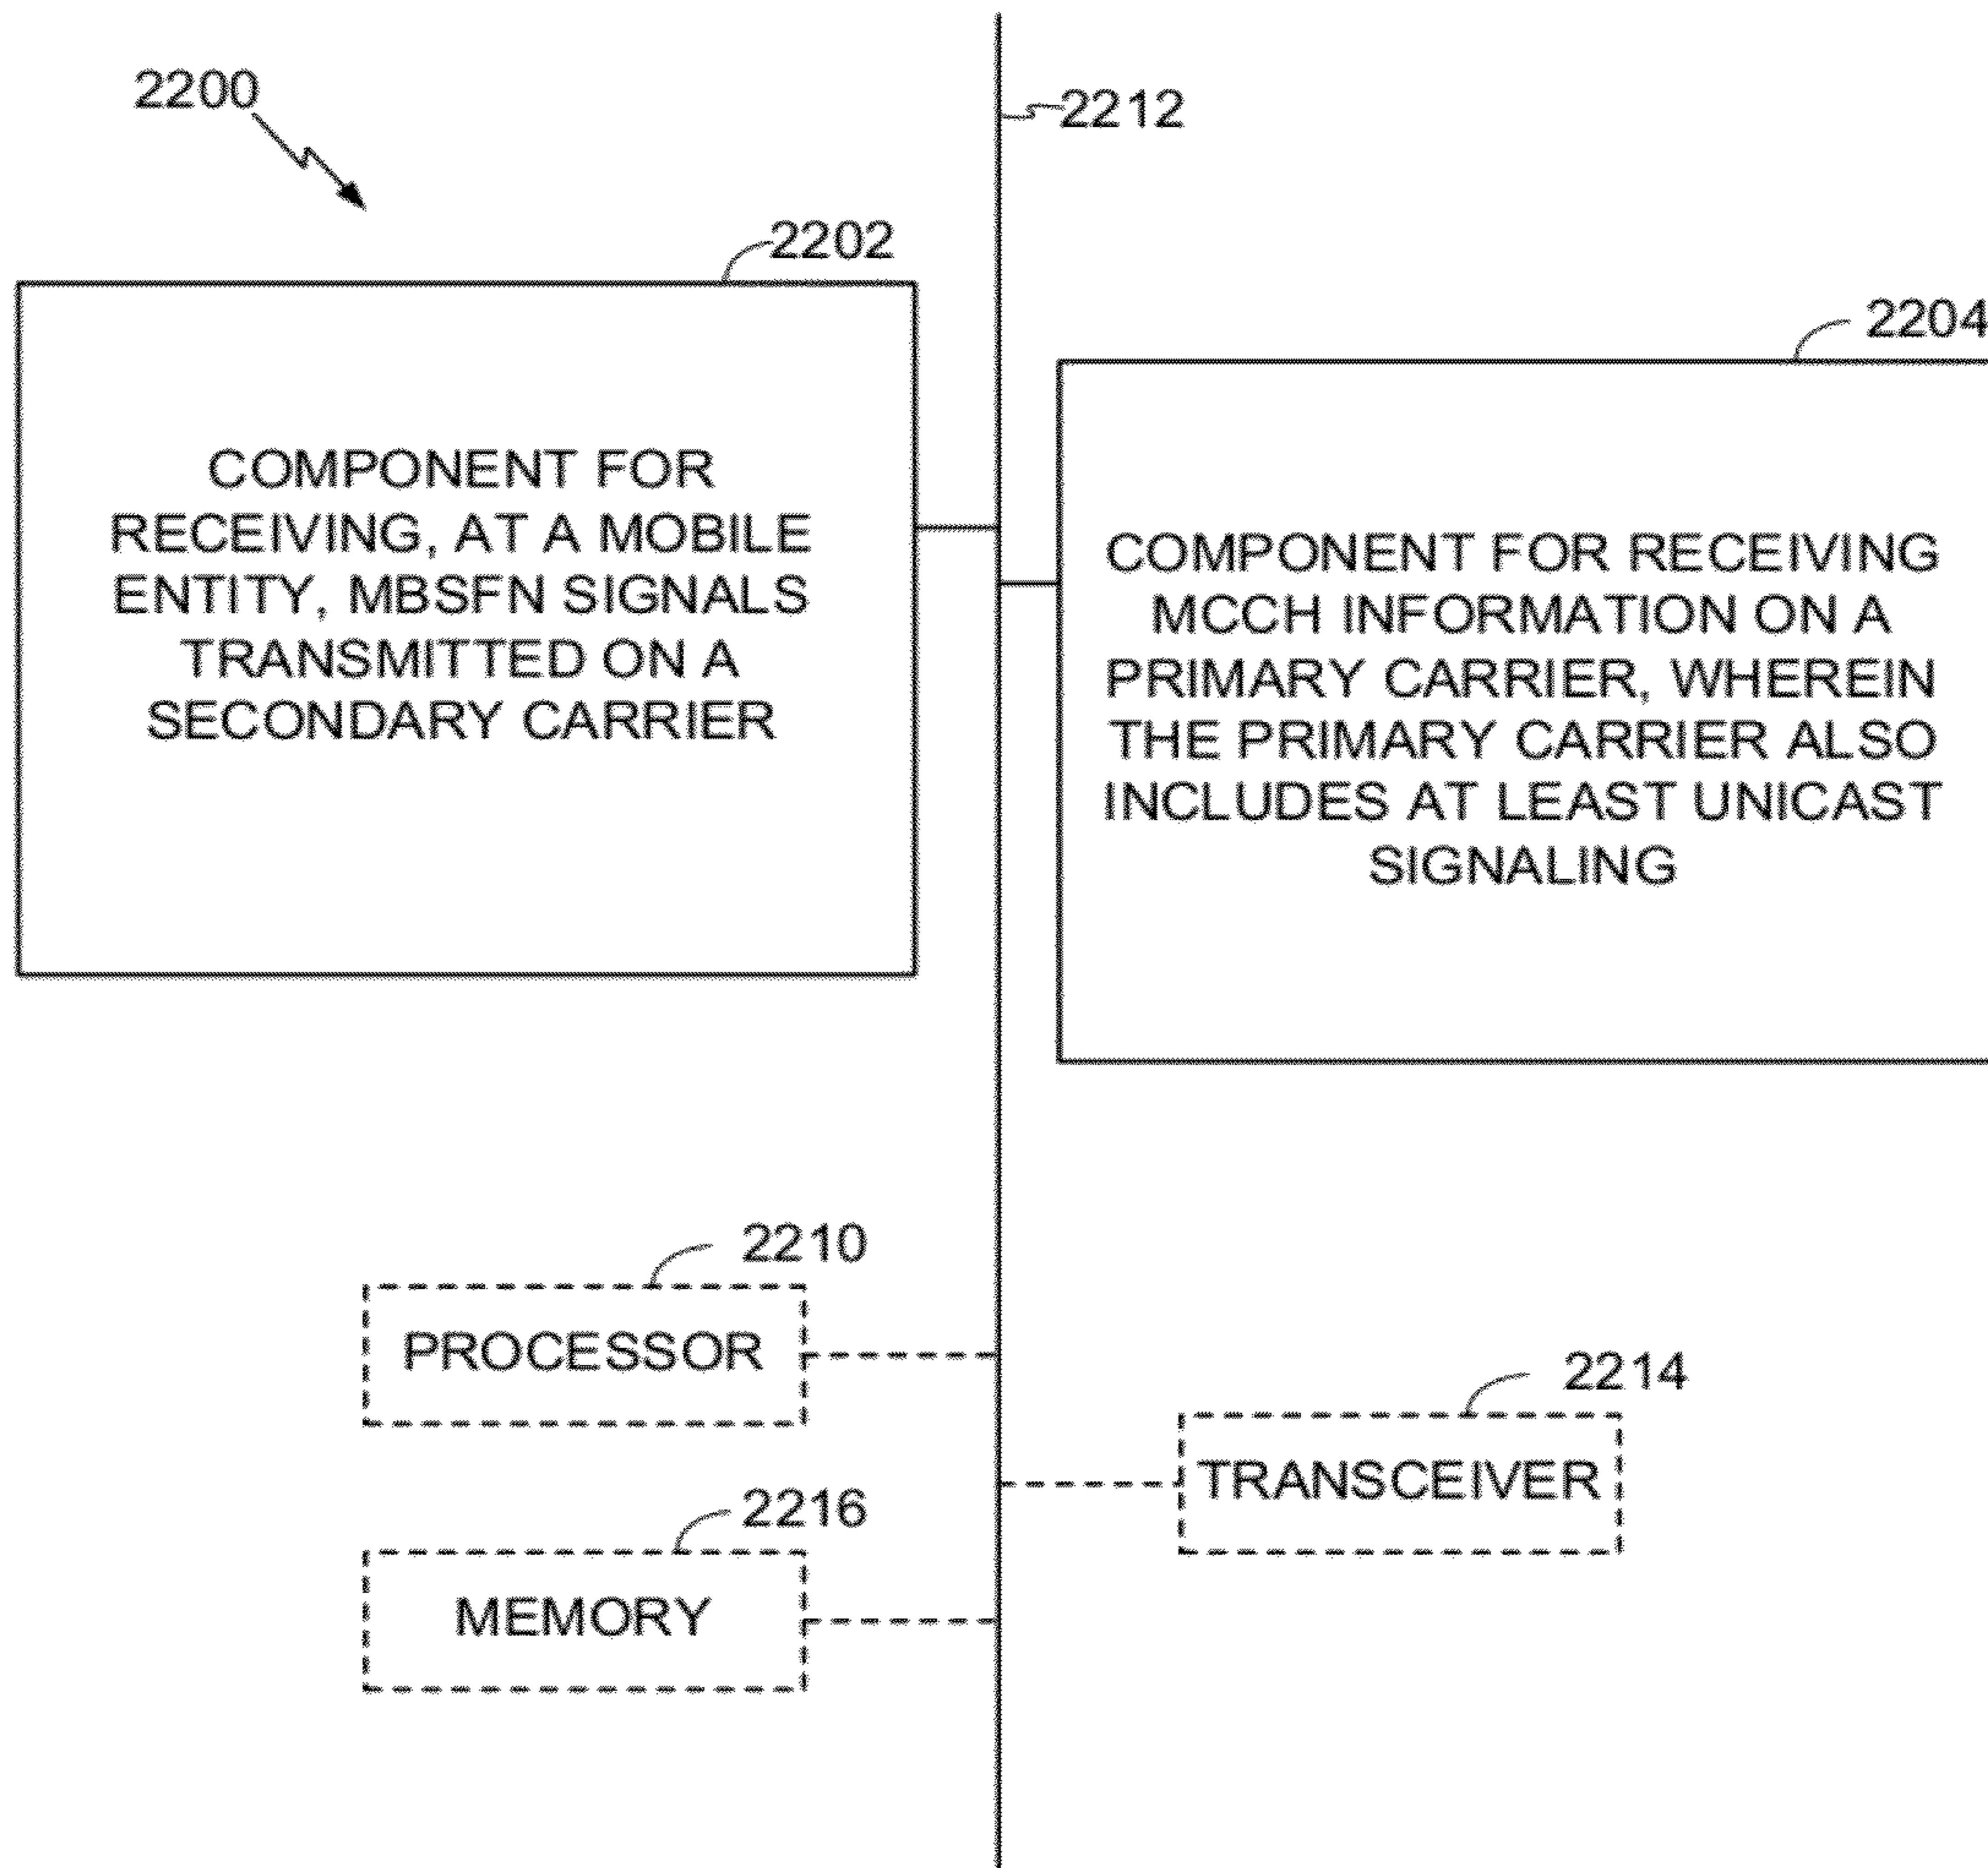 2200
2212
2202
2204
COMPONENT FOR
RECEIVING, AT A MOBILE
ENTITY, MBSFN SIGNALS
TRANSMITTED ON A
SECONDARY CARRIER
COMPONENT FOR RECEIVING
MCCH INFORMATION ON A
PRIMARY CARRIER, WHEREIN
THE PRIMARY CARRIER ALSO
INCLUDES AT LEAST UNICAST
SIGNALING
2210
PROCESSOR
2214
TRANSCEIVER
2216
MEMORY